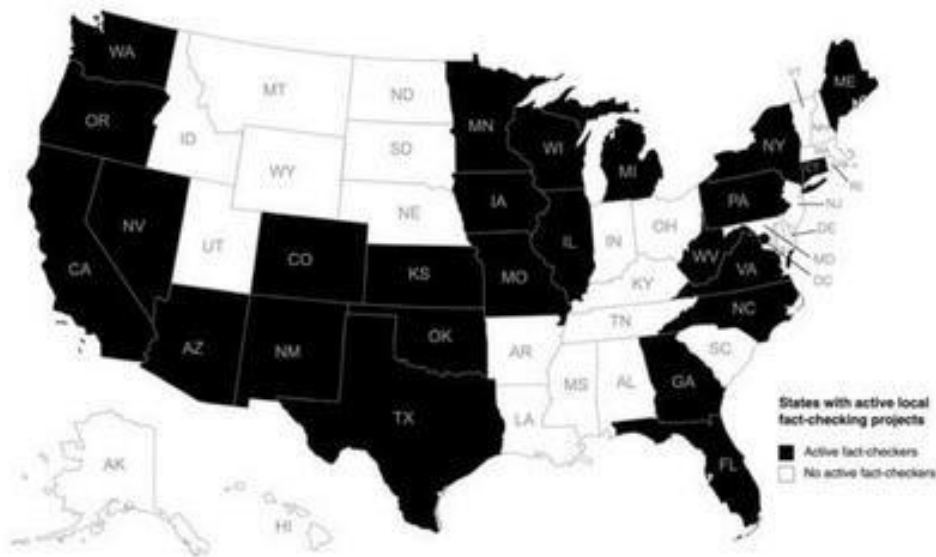 WA
OR
CA
NV
ID
MT
WY
UT
AZ
CO
NM
ND
SD
NE
KS
OK
TX
MN
IA
MO
AR
LA
WI
IL
MI
IN
OH
KY
TN
MS
AL
GA
FL
SC
NC
VA
WV
PA
NY
VT
ME
CT
RI
NJ
DE
MD
DC
AK
HI
States with active local
fact-checking projects
Active fact-checkers
No active fact-checkers